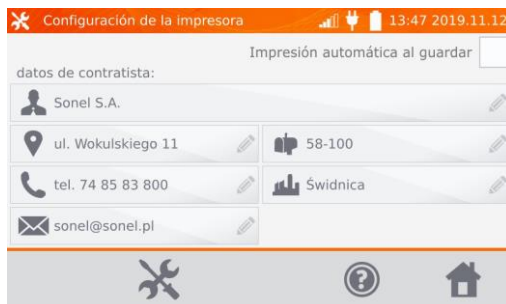 Configuración de la impresora 13:47 2019.11.12
Impresión automática al guardar
datos de contratista:
Sonel S.A.
ul. Wokulskiego 11 58-100
tel. 74 85 83 800 Świdnica
sonel@sonel.pl
?